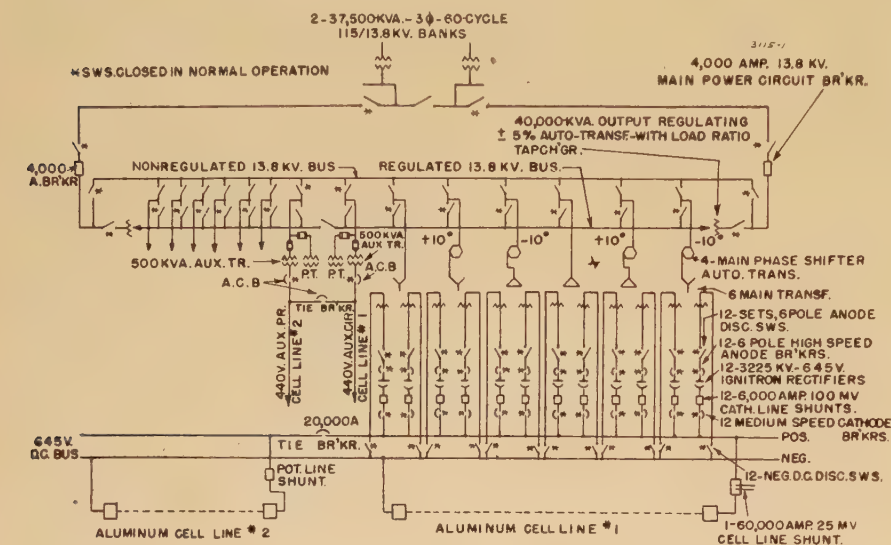 2-37,500 KVA.-3ϕ-60-CYCLE
115/13.8 KV. BANKS
3115-1
4,000 AMP. 13.8 KV.
MAIN POWER CIRCUIT BR'KR.
*SWS.CLOSED IN NORMAL OPERATION
40,000-KVA. OUTPUT REGULATING
± 5% AUTO-TRANSF.-WITH LOAD RATIO
TAPCH'GR.
4,000
A.BR'KR
NONREGULATED 13.8 KV. BUS
REGULATED 13.8 KV. BUS.
+10°
-10°
+10°
-10°
500KVA.
AUX. TR.
500KVA. AUX. TR.
P.T.
P.T.
A.C.B
A.C.B
TIE BR'KR.
4-MAIN PHASE SHIFTER
AUTO. TRANS.
6 MAIN TRANSF.
12-SETS, 6 POLE ANODE
DISC. SWS.
12-6 POLE HIGH SPEED
ANODE BR'KRS.
12-3225 KV.-645V.
IGNITRON RECTIFIERS
12-6,000 AMP. 100 MV
CATH. LINE SHUNTS.
12 MEDIUM SPEED CATHODE
BR'KRS.
440V. AUX. PR.
CELL LINE #2
440V. AUX. CIR.
CELL LINE #1
20,000A
TIE BR'KR.
645 V.
D.C. BUS
POS.
NEG.
POT. LINE
SHUNT.
12-NEG. D.C. DISC. SWS.
1-60,000 AMP. 25 MV
CELL LINE SHUNT.
ALUMINUM CELL LINE #2
ALUMINUM CELL LINE #1